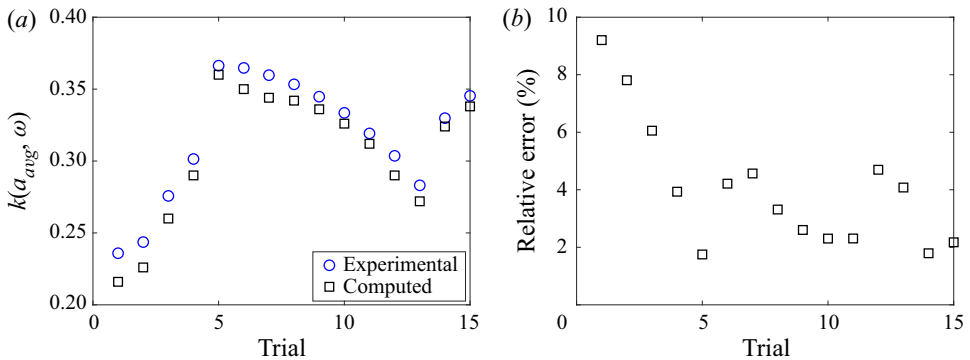 (a)
0.40
0.35
0.30
0.25
0.20
k(a_avg, ω)
0
5
10
15
Trial
Experimental
Computed
(b)
10
8
6
4
2
0
Relative error (%)
5
10
15
Trial